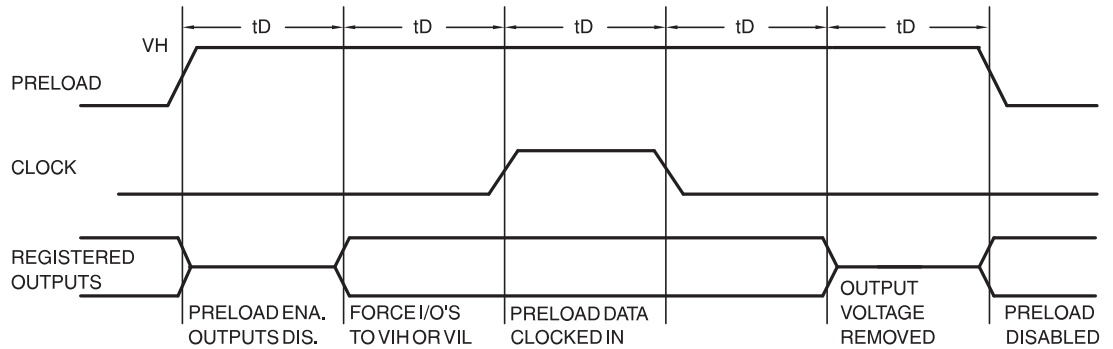 tD tD tD tD tD
VH
PRELOAD
CLOCK
REGISTERED
OUTPUTS
PRELOAD ENA.
OUTPUTS DIS.
FORCE I/O'S
TO VIH OR VIL
PRELOAD DATA
CLOCKED IN
OUTPUT
VOLTAGE
REMOVED
PRELOAD
DISABLED